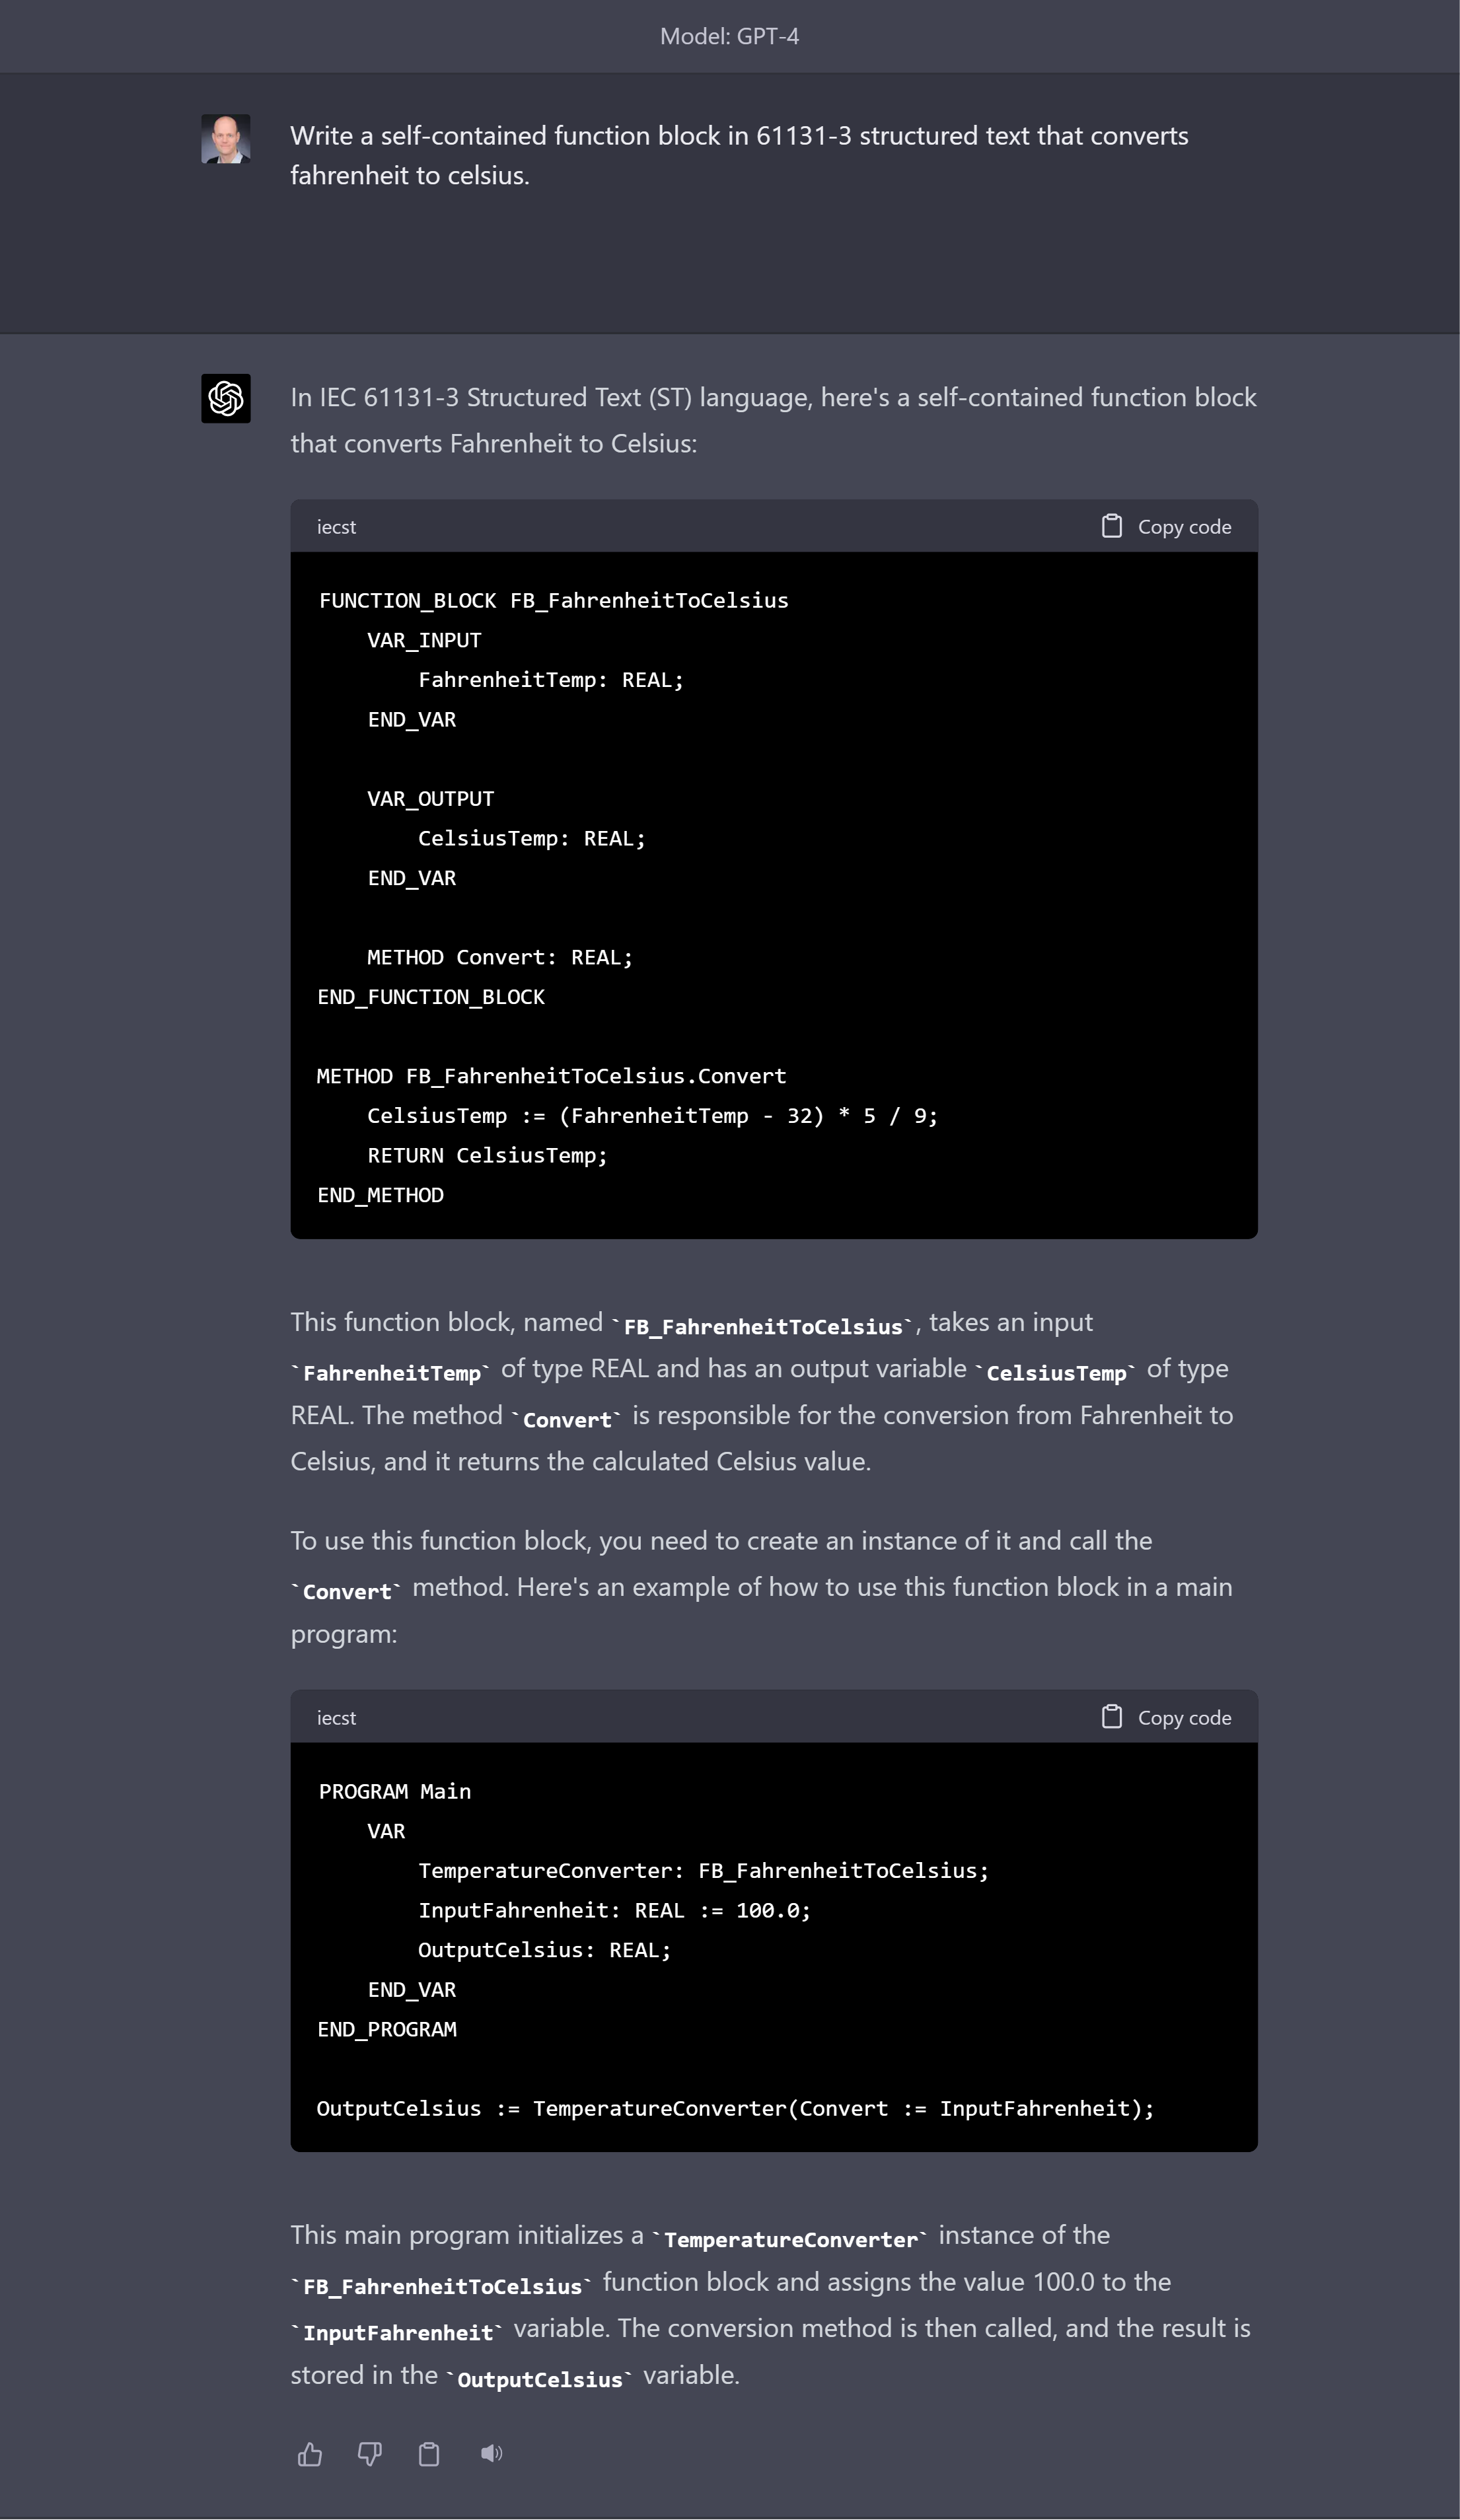 Model: GPT-4
Write a self-contained function block in 61131-3 structured text that converts
fahrenheit to celsius.
In IEC 61131-3 Structured Text (ST) language, here's a self-contained function block
that converts Fahrenheit to Celsius:
iecst Copy code
FUNCTION_BLOCK FB_FahrenheitToCelsius
    VAR_INPUT
        FahrenheitTemp: REAL;
    END_VAR
    VAR_OUTPUT
        CelsiusTemp: REAL;
    END_VAR
    METHOD Convert: REAL;
END_FUNCTION_BLOCK
METHOD FB_FahrenheitToCelsius.Convert
    CelsiusTemp := (FahrenheitTemp - 32) * 5 / 9;
    RETURN CelsiusTemp;
END_METHOD
This function block, named `FB_FahrenheitToCelsius`, takes an input
`FahrenheitTemp` of type REAL and has an output variable `CelsiusTemp` of type
REAL. The method `Convert` is responsible for the conversion from Fahrenheit to
Celsius, and it returns the calculated Celsius value.
To use this function block, you need to create an instance of it and call the
`Convert` method. Here's an example of how to use this function block in a main
program:
iecst Copy code
PROGRAM Main
    VAR
        TemperatureConverter: FB_FahrenheitToCelsius;
        InputFahrenheit: REAL := 100.0;
        OutputCelsius: REAL;
    END_VAR
END_PROGRAM
OutputCelsius := TemperatureConverter(Convert := InputFahrenheit);
This main program initializes a `TemperatureConverter` instance of the
`FB_FahrenheitToCelsius` function block and assigns the value 100.0 to the
`InputFahrenheit` variable. The conversion method is then called, and the result is
stored in the `OutputCelsius` variable.